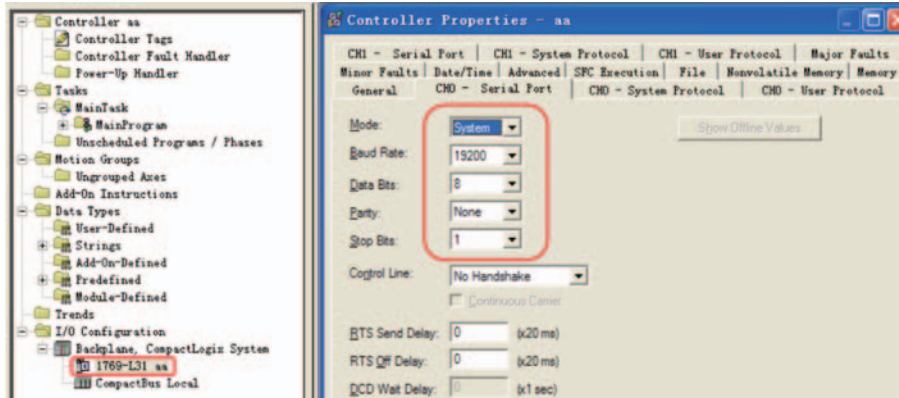 Controller aa
Controller Tags
Controller Fault Handler
Power-Up Handler
Tasks
MainTask
MainProgram
Unscheduled Programs / Phases
Motion Groups
Ungrouped Axes
Add-On Instructions
Data Types
User-Defined
Strings
Add-On-Defined
Predefined
Module-Defined
Trends
I/O Configuration
Backplane, CompactLogix System
1769-L31 aa
CompactBus Local
Controller Properties - aa
CH1 - Serial Port CH1 - System Protocol CH1 - User Protocol Major Faults
Minor Faults Date/Time Advanced SFC Execution File Nonvolatile Memory Memory
General CH0 - Serial Port CH0 - System Protocol CH0 - User Protocol
Mode: System Show Offline Values
Baud Rate: 19200
Data Bits: 8
Parity: None
Stop Bits: 1
Control Line: No Handshake
Continuous Carrier
RTS Send Delay: 0 (x20 ms)
RTS Off Delay: 0 (x20 ms)
DCD Wait Delay: 0 (x1 sec)